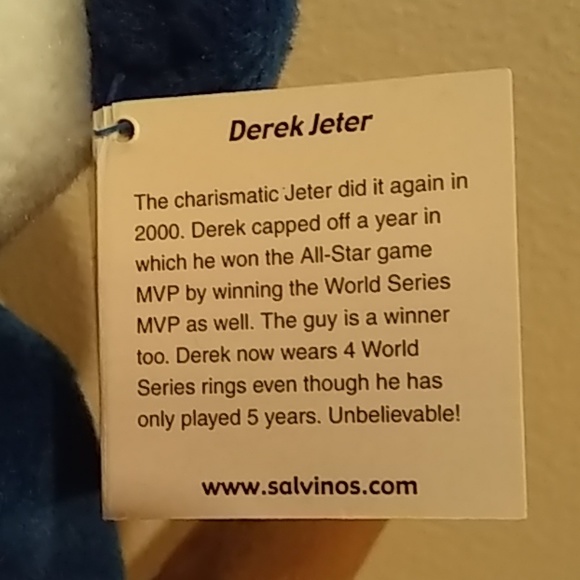 Derek Jeter
The charismatic Jeter did it again in
2000. Derek capped off a year in
which he won the All-Star game
MVP by winning the World Series
MVP as well. The guy is a winner
too. Derek now wears 4 World
Series rings even though he has
only played 5 years. Unbelievable!
www.salvinos.com